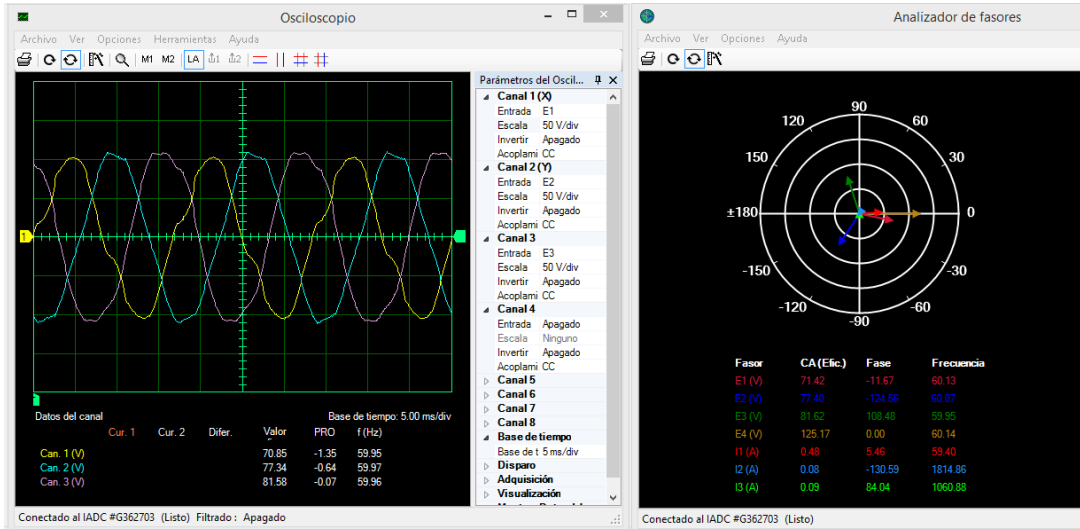 Osciloscopio
Archivo Ver Opciones Herramientas Ayuda
M1 M2 LA 1 2
1
Datos del canal
Base de tiempo: 5.00 ms/div
Cur. 1 Cur. 2 Difer. Valor PRO f (Hz)
Can. 1 (V) 70.85 -1.35 59.95
Can. 2 (V) 77.34 -0.64 59.97
Can. 3 (V) 81.58 -0.07 59.96
Conectado al IADC #G362703 (Listo) Filtrado : Apagado
Parámetros del Oscil...
Canal 1 (X)
Entrada E1
Escala 50 V/div
Invertir Apagado
Acoplami CC
Canal 2 (Y)
Entrada E2
Escala 50 V/div
Invertir Apagado
Acoplami CC
Canal 3
Entrada E3
Escala 50 V/div
Invertir Apagado
Acoplami CC
Canal 4
Entrada Apagado
Escala Ninguno
Invertir Apagado
Acoplami CC
Canal 5
Canal 6
Canal 7
Canal 8
Base de tiempo
Base de t 5 ms/div
Disparo
Adquisición
Visualización
Analizador de fasores
Archivo Ver Opciones Ayuda
90
120 60
150 30
±180 0
-150 -30
-120 -60
-90
Fasor CA (Efic.) Fase Frecuencia
E1 (V) 71.42 -11.67 60.13
E2 (V) 77.40 -124.56
E3 (V) 81.62 108.48 59.95
E4 (V) 125.17 0.00 60.14
I1 (A) 0.48 5.46 59.40
I2 (A) 0.08 -130.59 1814.86
I3 (A) 0.09 84.04 1060.88
Conectado al IADC #G362703 (Listo)